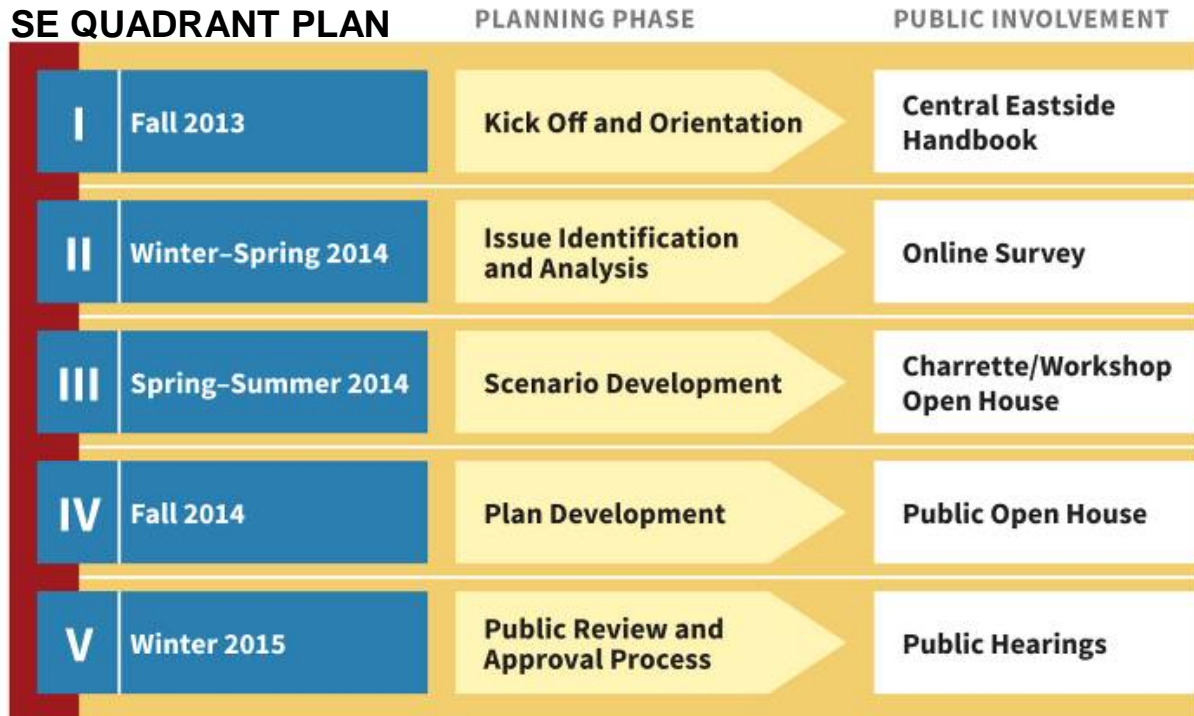 SE QUADRANT PLAN
PLANNING PHASE
PUBLIC INVOLVEMENT
I
Fall 2013
Kick Off and Orientation
Central Eastside
Handbook
II
Winter–Spring 2014
Issue Identification
and Analysis
Online Survey
III
Spring–Summer 2014
Scenario Development
Charrette/Workshop
Open House
IV
Fall 2014
Plan Development
Public Open House
V
Winter 2015
Public Review and
Approval Process
Public Hearings